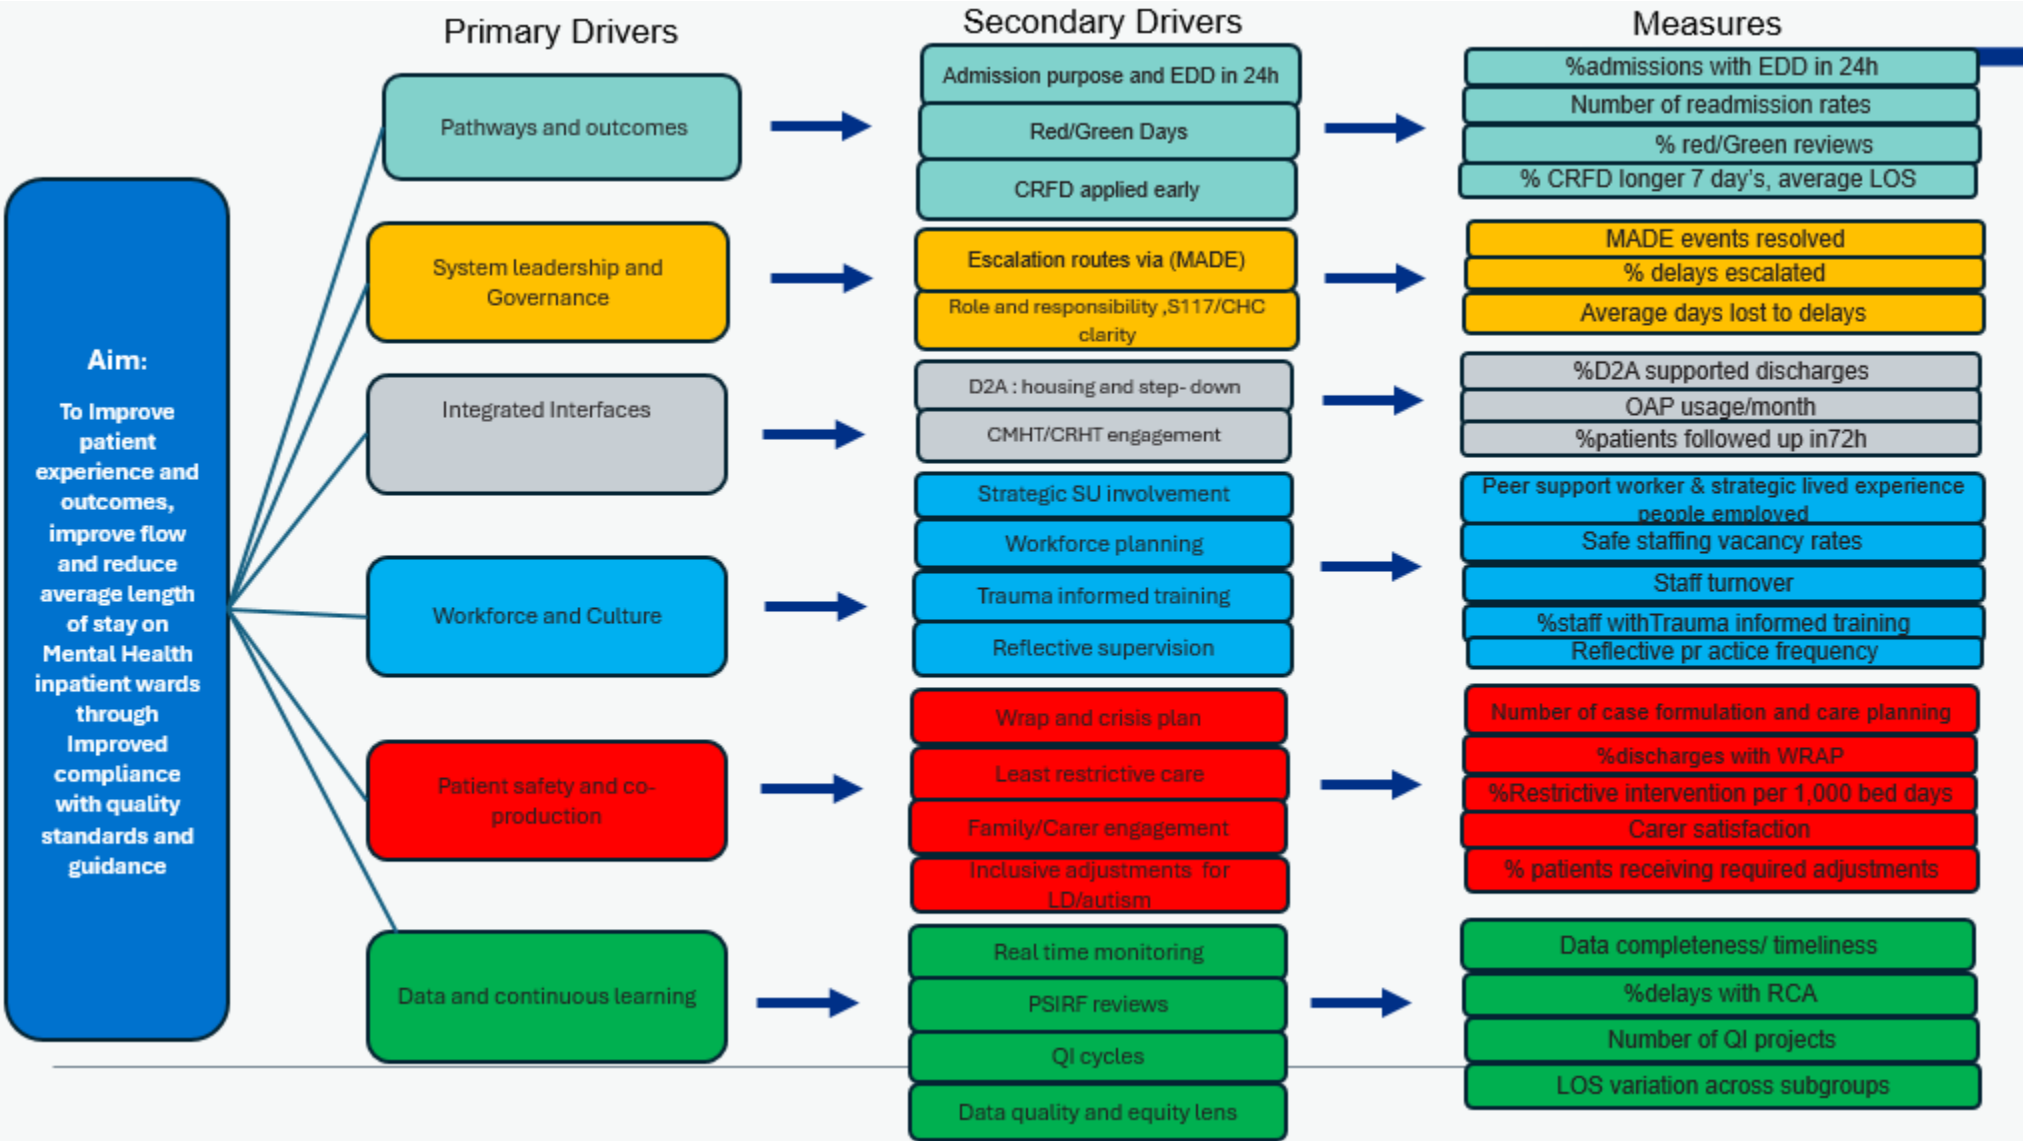 Primary Drivers
Secondary Drivers
Measures
Aim:
To Improve
patient
experience and
outcomes,
improve flow
and reduce
average length
of stay on
Mental Health
inpatient wards
through
Improved
compliance
with quality
standards and
guidance
Pathways and outcomes
Admission purpose and EDD in 24h
Red/Green Days
CRFD applied early
%admissions with EDD in 24h
Number of readmission rates
% red/Green reviews
% CRFD longer 7 day's, average LOS
System leadership and
Governance
Escalation routes via (MADE)
Role and responsibility ,S117/CHC
clarity
MADE events resolved
% delays escalated
Average days lost to delays
Integrated Interfaces
D2A : housing and step- down
CMHT/CRHT engagement
%D2A supported discharges
OAP usage/month
%patients followed up in72h
Workforce and Culture
Strategic SU involvement
Workforce planning
Trauma informed training
Reflective supervision
Peer support worker & strategic lived experience
people employed
Safe staffing vacancy rates
Staff turnover
%staff withTrauma informed training
Reflective pr actice frequency
Patient safety and co-
production
Wrap and crisis plan
Least restrictive care
Family/Carer engagement
Inclusive adjustments for
LD/autism
Number of case formulation and care planning
%discharges with WRAP
%Restrictive intervention per 1,000 bed days
Carer satisfaction
% patients receiving required adjustments
Data and continuous learning
Real time monitoring
PSIRF reviews
QI cycles
Data quality and equity lens
Data completeness/ timeliness
%delays with RCA
Number of QI projects
LOS variation across subgroups